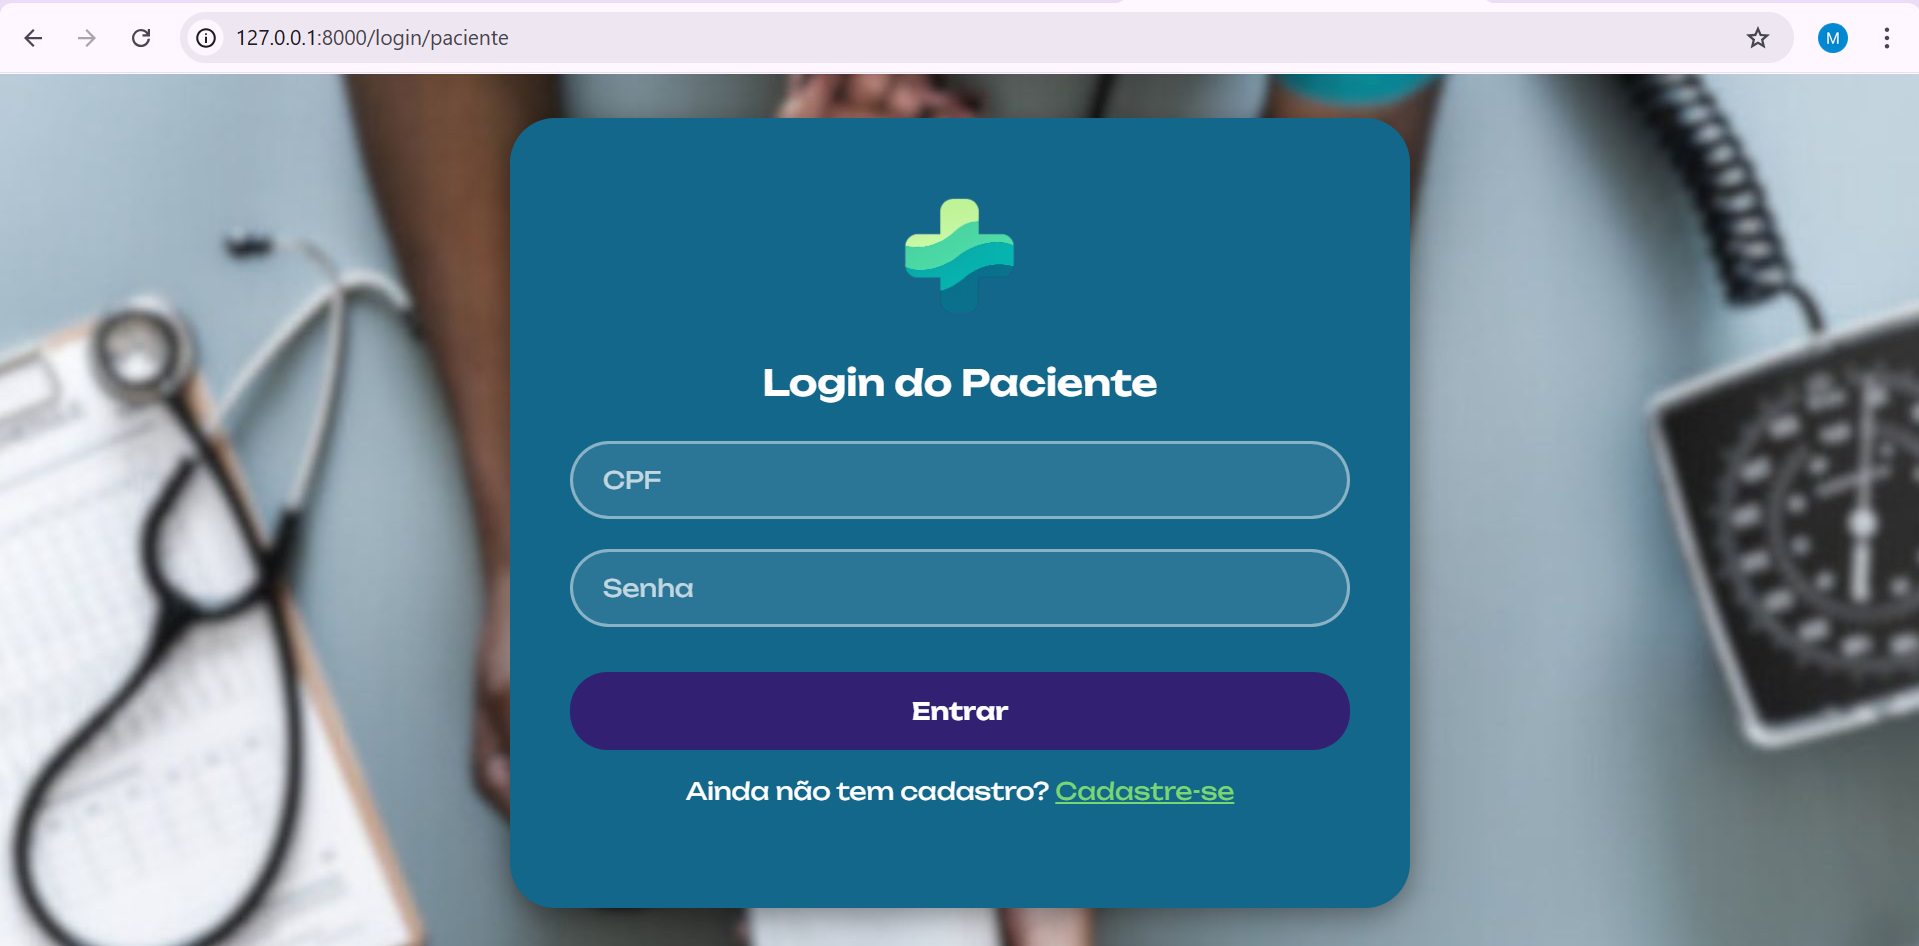 127.0.0.1:8000/login/paciente
M
Login do Paciente
CPF
Senha
Entrar
Ainda não tem cadastro? Cadastre-se